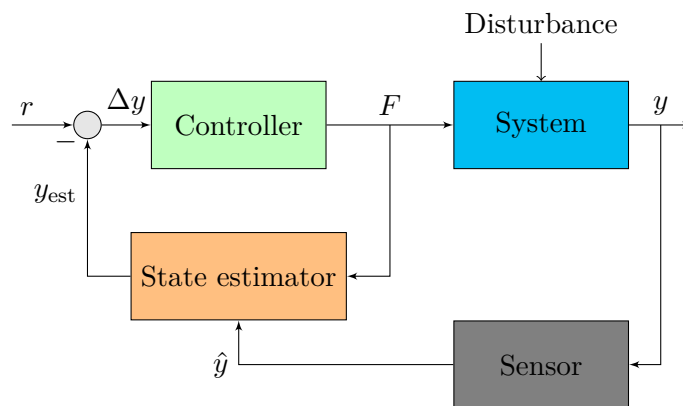 Disturbance
r
Δy
Controller
F
System
y
−
y_est
State estimator
ŷ
Sensor